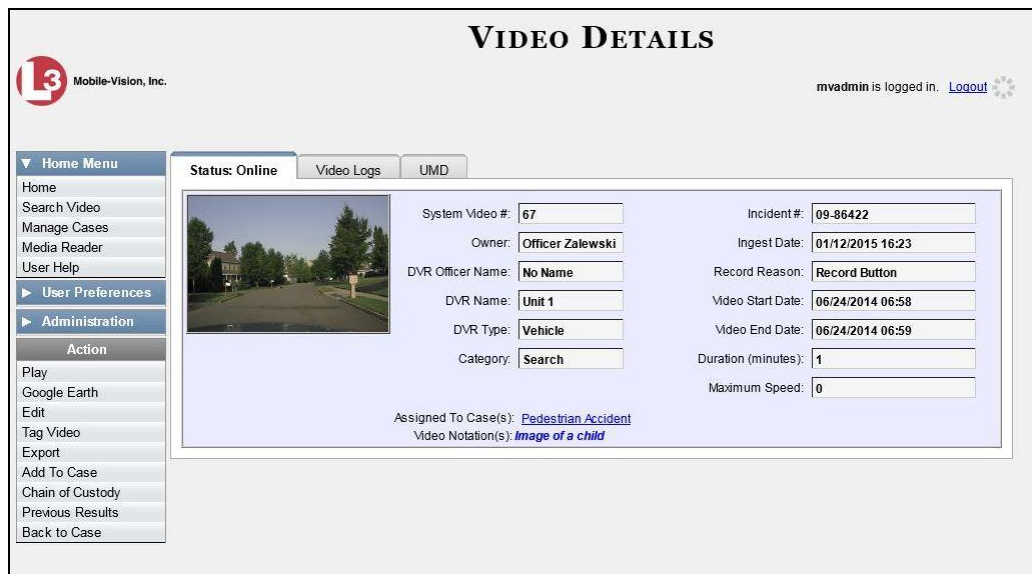 VIDEO DETAILS
L3 Mobile-Vision, Inc.
mvadmin is logged in. Logout
▼ Home Menu
Home
Search Video
Manage Cases
Media Reader
User Help
▶ User Preferences
▶ Administration
Action
Play
Google Earth
Edit
Tag Video
Export
Add To Case
Chain of Custody
Previous Results
Back to Case
Status: Online Video Logs UMD
System Video #: 67
Owner: Officer Zalewski
DVR Officer Name: No Name
DVR Name: Unit 1
DVR Type: Vehicle
Category: Search
Incident #: 09-86422
Ingest Date: 01/12/2015 16:23
Record Reason: Record Button
Video Start Date: 06/24/2014 06:58
Video End Date: 06/24/2014 06:59
Duration (minutes): 1
Maximum Speed: 0
Assigned To Case(s): Pedestrian Accident
Video Notation(s): Image of a child